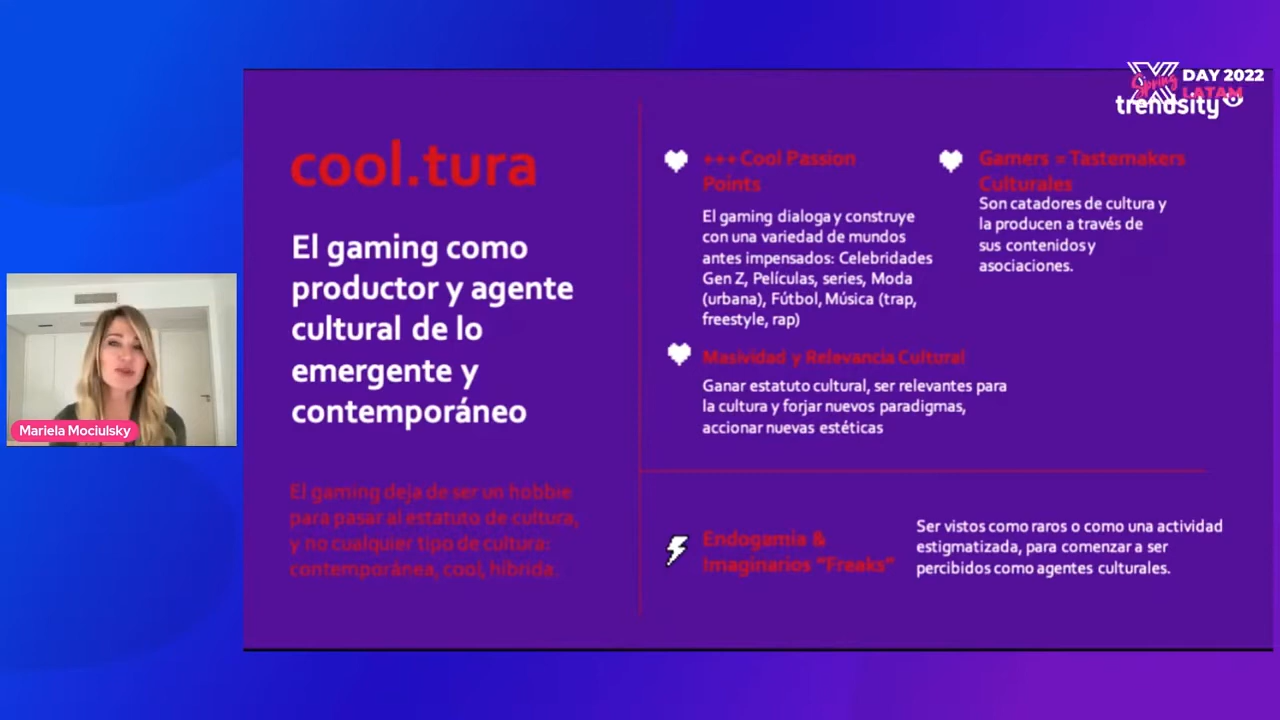 X Spring DAY 2022
LATAM
trendsity
cool.tura
El gaming como
productor y agente
cultural de lo
emergente y
contemporáneo
El gaming deja de ser un hobbie
para pasar al estatuto de cultura,
y no cualquier tipo de cultura:
contemporánea, cool, híbrida.
+++ Cool Passion
Points
El gaming dialoga y construye
con una variedad de mundos
antes impensados: Celebridades
Gen Z, Películas, series, Moda
(urbana), Fútbol, Música (trap,
freestyle, rap)
Gamers = Tastemakers
Culturales
Son catadores de cultura y
la producen a través de
sus contenidos y
asociaciones.
Masividad y Relevancia Cultural
Ganar estatuto cultural, ser relevantes para
la cultura y forjar nuevos paradigmas,
accionar nuevas estéticas
Endogamia &
Imaginarios "Freaks"
Ser vistos como raros o como una actividad
estigmatizada, para comenzar a ser
percibidos como agentes culturales.
Mariela Mociulsky